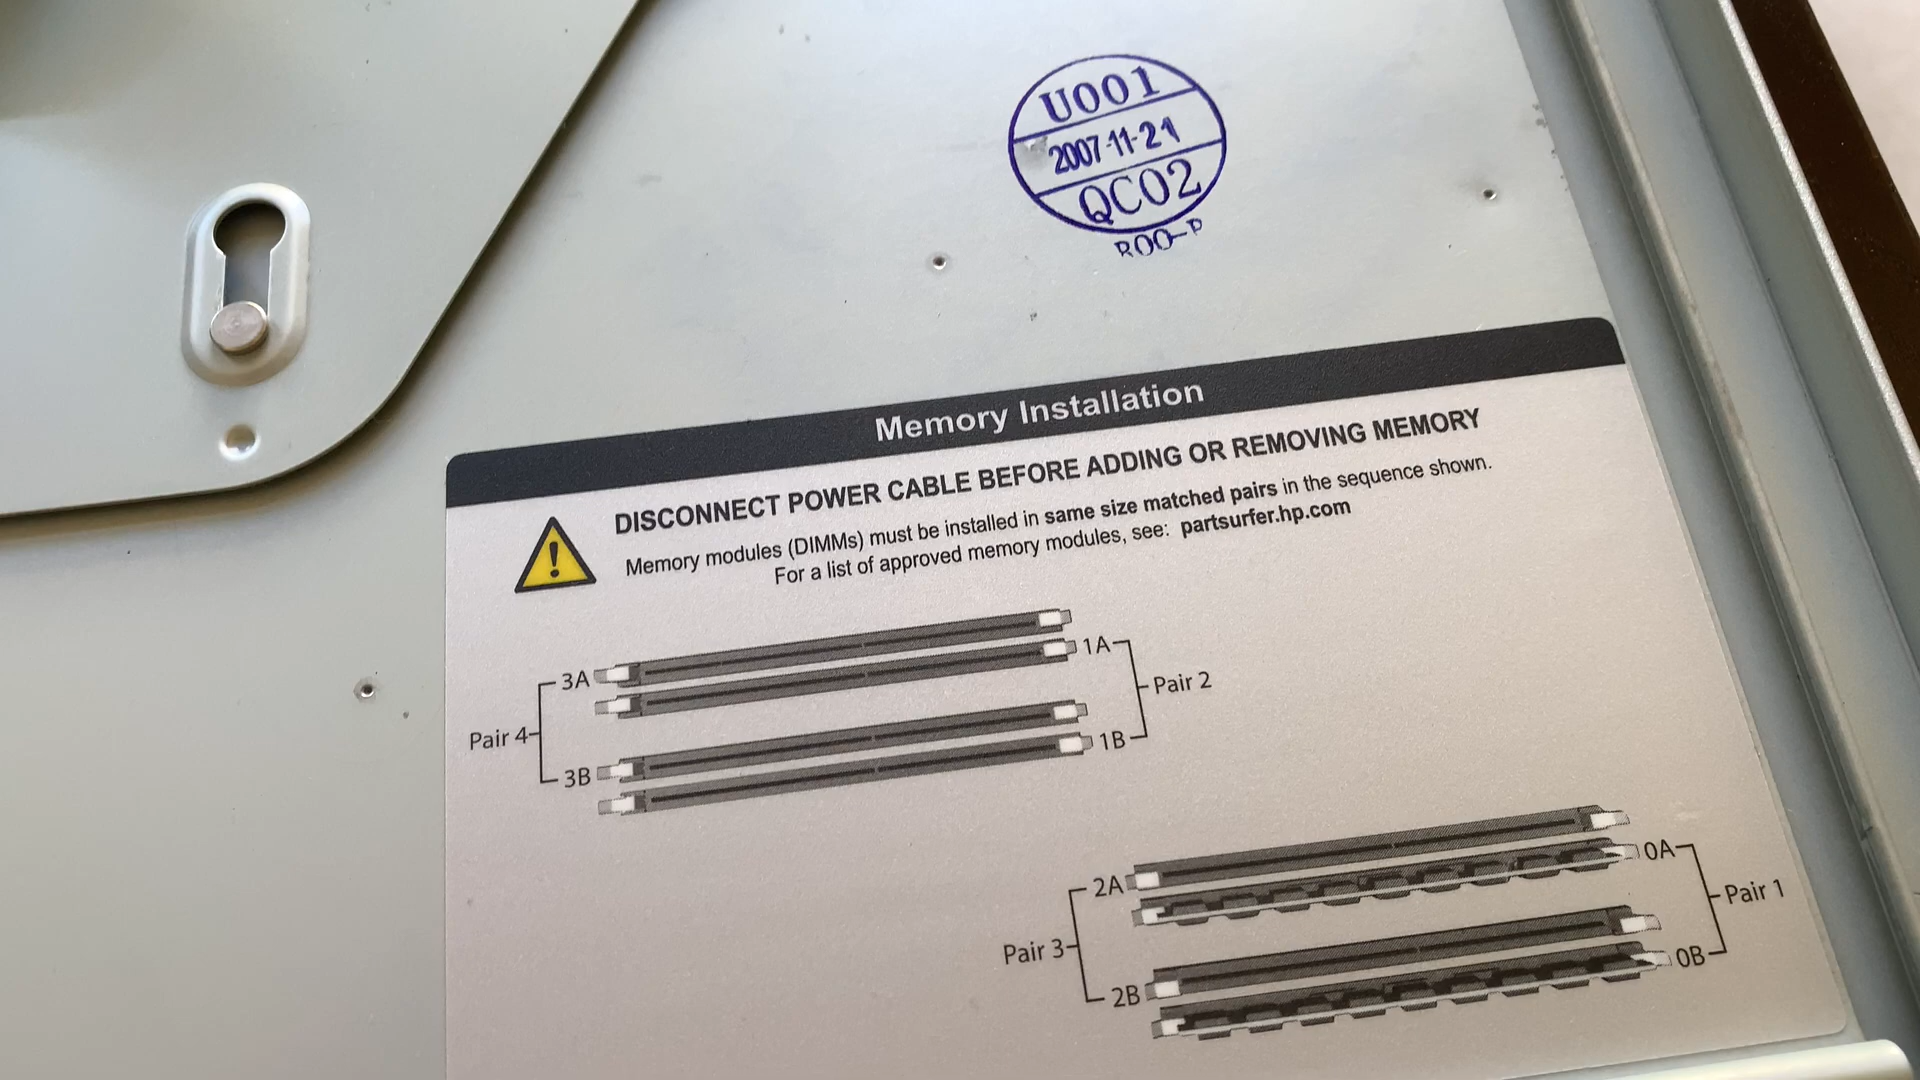 U001
2007-11-21
QC02
ROO-P
Memory Installation
DISCONNECT POWER CABLE BEFORE ADDING OR REMOVING MEMORY
Memory modules (DIMMs) must be installed in same size matched pairs in the sequence shown.
For a list of approved memory modules, see: partsurfer.hp.com
3A
1A
Pair 2
Pair 4
3B
1B
2A
0A
Pair 1
Pair 3
2B
0B